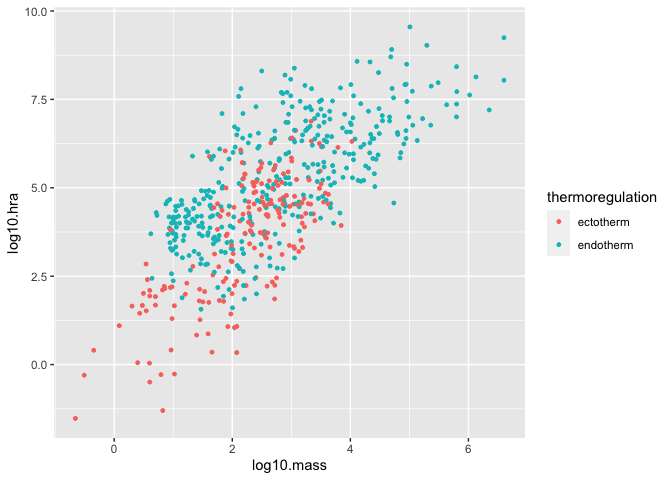 10.0
7.5
5.0
2.5
0.0
log10.hra
0 2 4 6
log10.mass
thermoregulation
ectotherm
endotherm